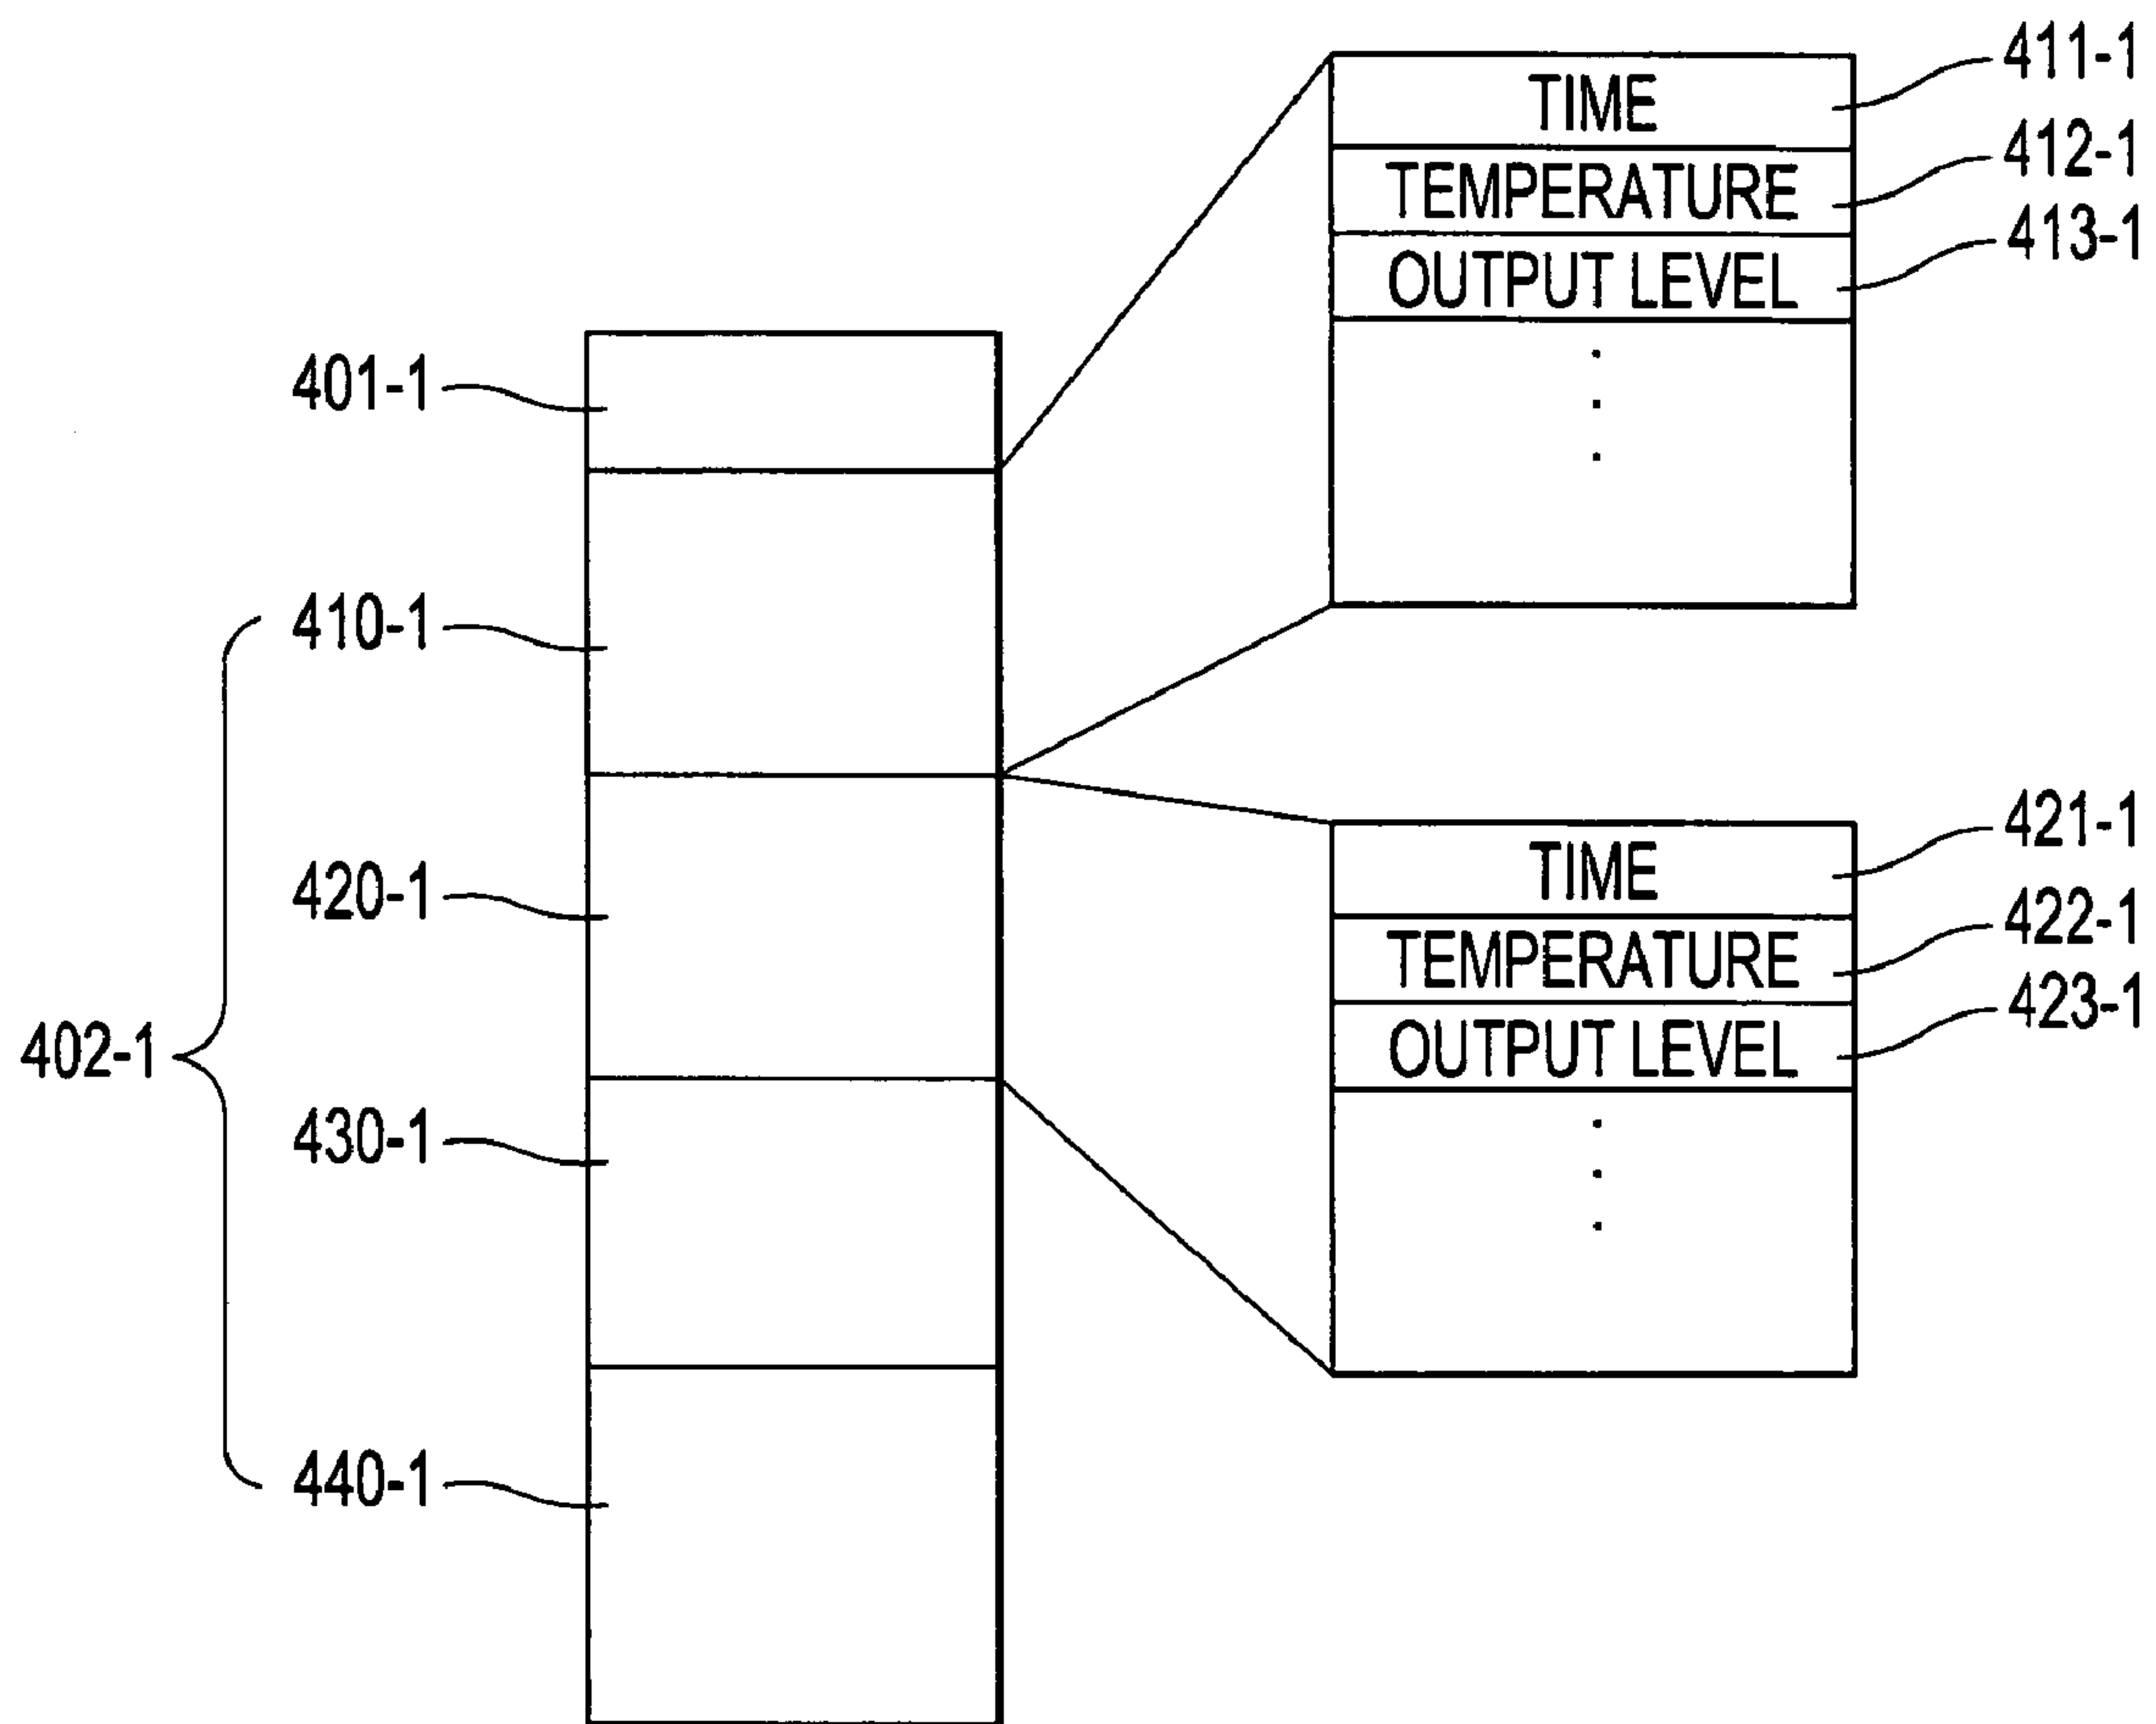 411-1
TIME
412-1
TEMPERATURE
413-1
OUTPUT LEVEL
401-1
410-1
421-1
TIME
420-1
422-1
TEMPERATURE
423-1
OUTPUT LEVEL
402-1
430-1
440-1